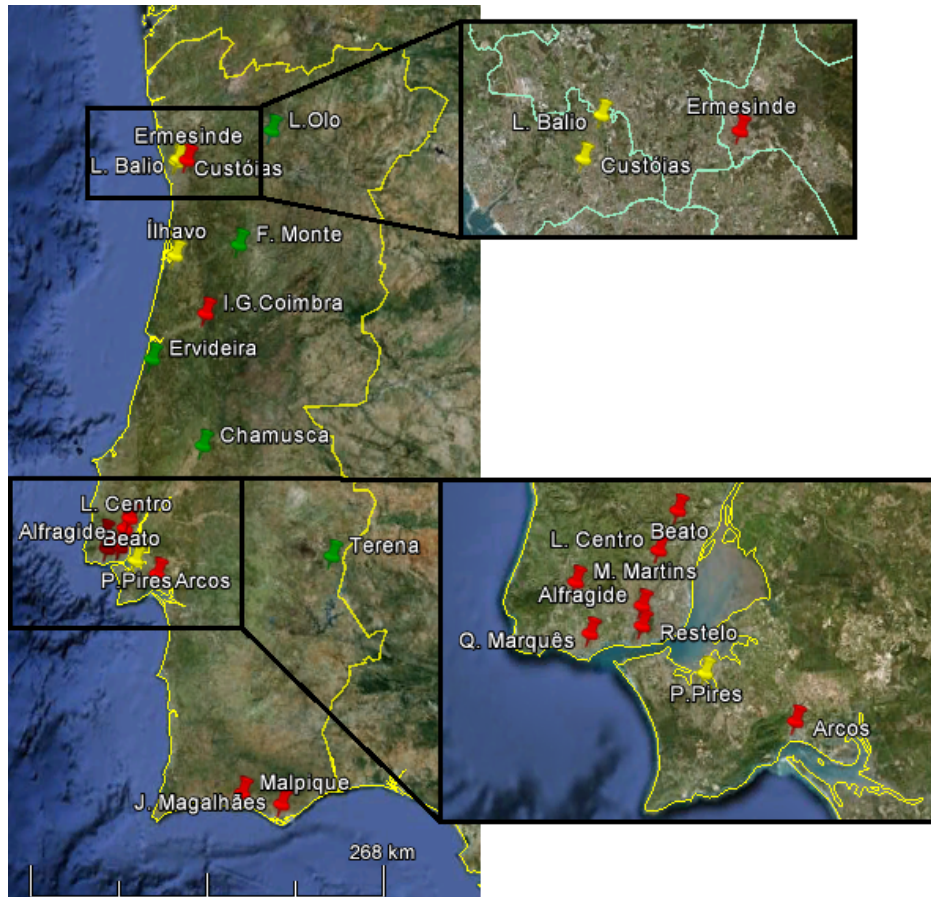 L.Olo
Ermesinde
L. Balio
Custóias
L. Balio
Ermesinde
Custóias
Ílhavo
F. Monte
I.G.Coimbra
Ervideira
Chamusca
L. Centro
Alfragide
Beato
P.Pires
Arcos
Terena
Beato
L. Centro
M. Martins
Alfragide
Q. Marquês
Restelo
P.Pires
Arcos
Malpique
J. Magalhães
268 km